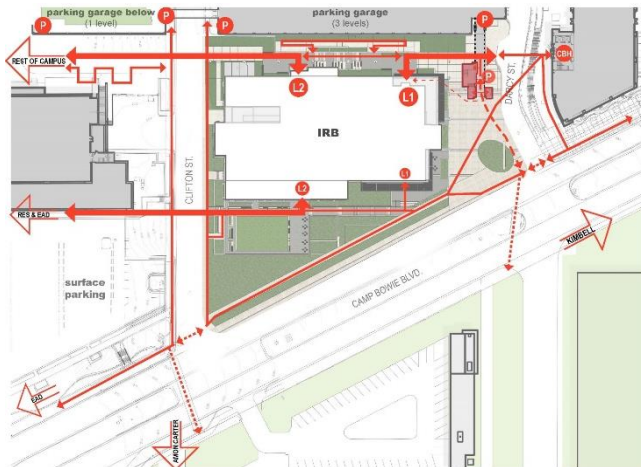 parking garage below
(1 level)
parking garage
(3 levels)
P
P
P
P
P
REST OF CAMPUS
CBH
L2
L1
P
DARCY ST.
IRB
CLIFTON ST.
L1
L2
RES & EAD
KIMBELL
surface
parking
CAMP BOWIE BLVD.
EAD
AMON CARTER